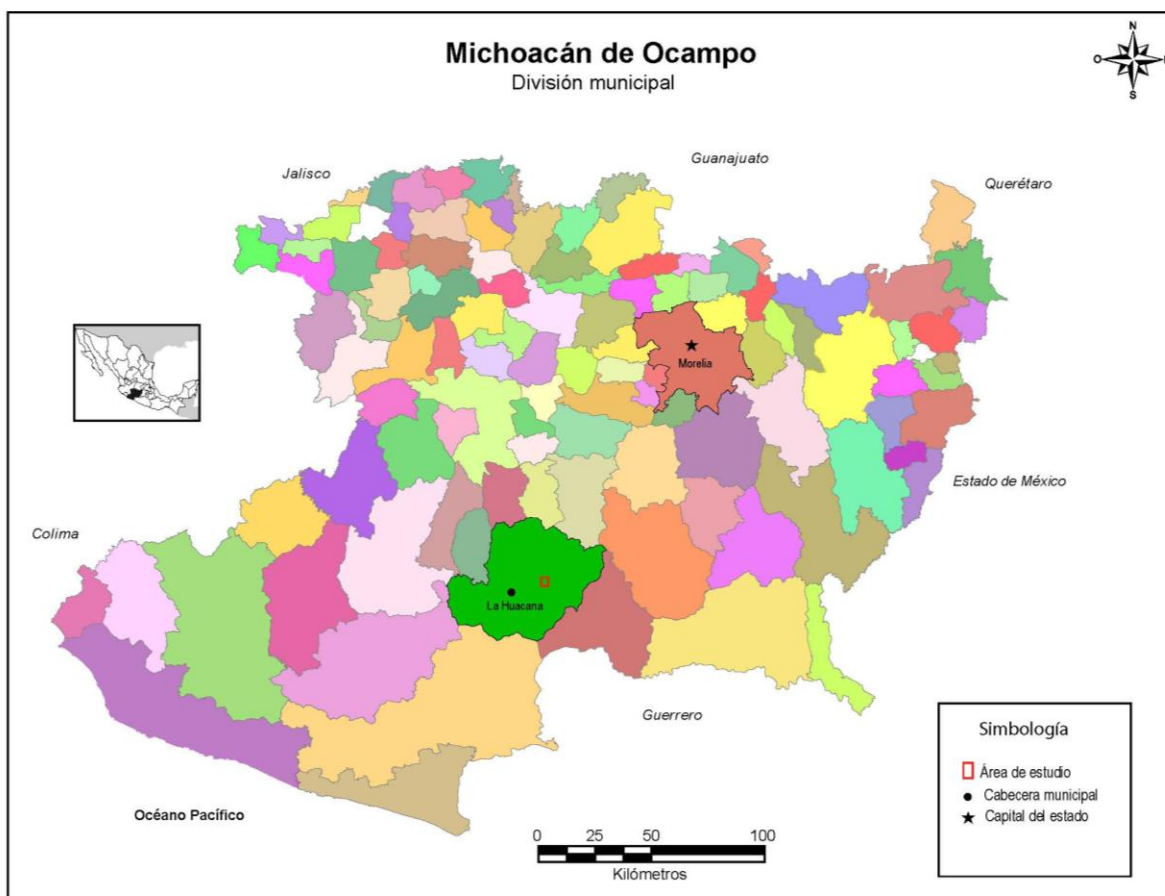 Michoacán de Ocampo
División municipal
N
O
S
Jalisco
Guanajuato
Querétaro
Morelia
Estado de México
Colima
La Huacana
Guerrero
Océano Pacífico
Simbología
Área de estudio
Cabecera municipal
Capital del estado
0 25 50 100
Kilómetros